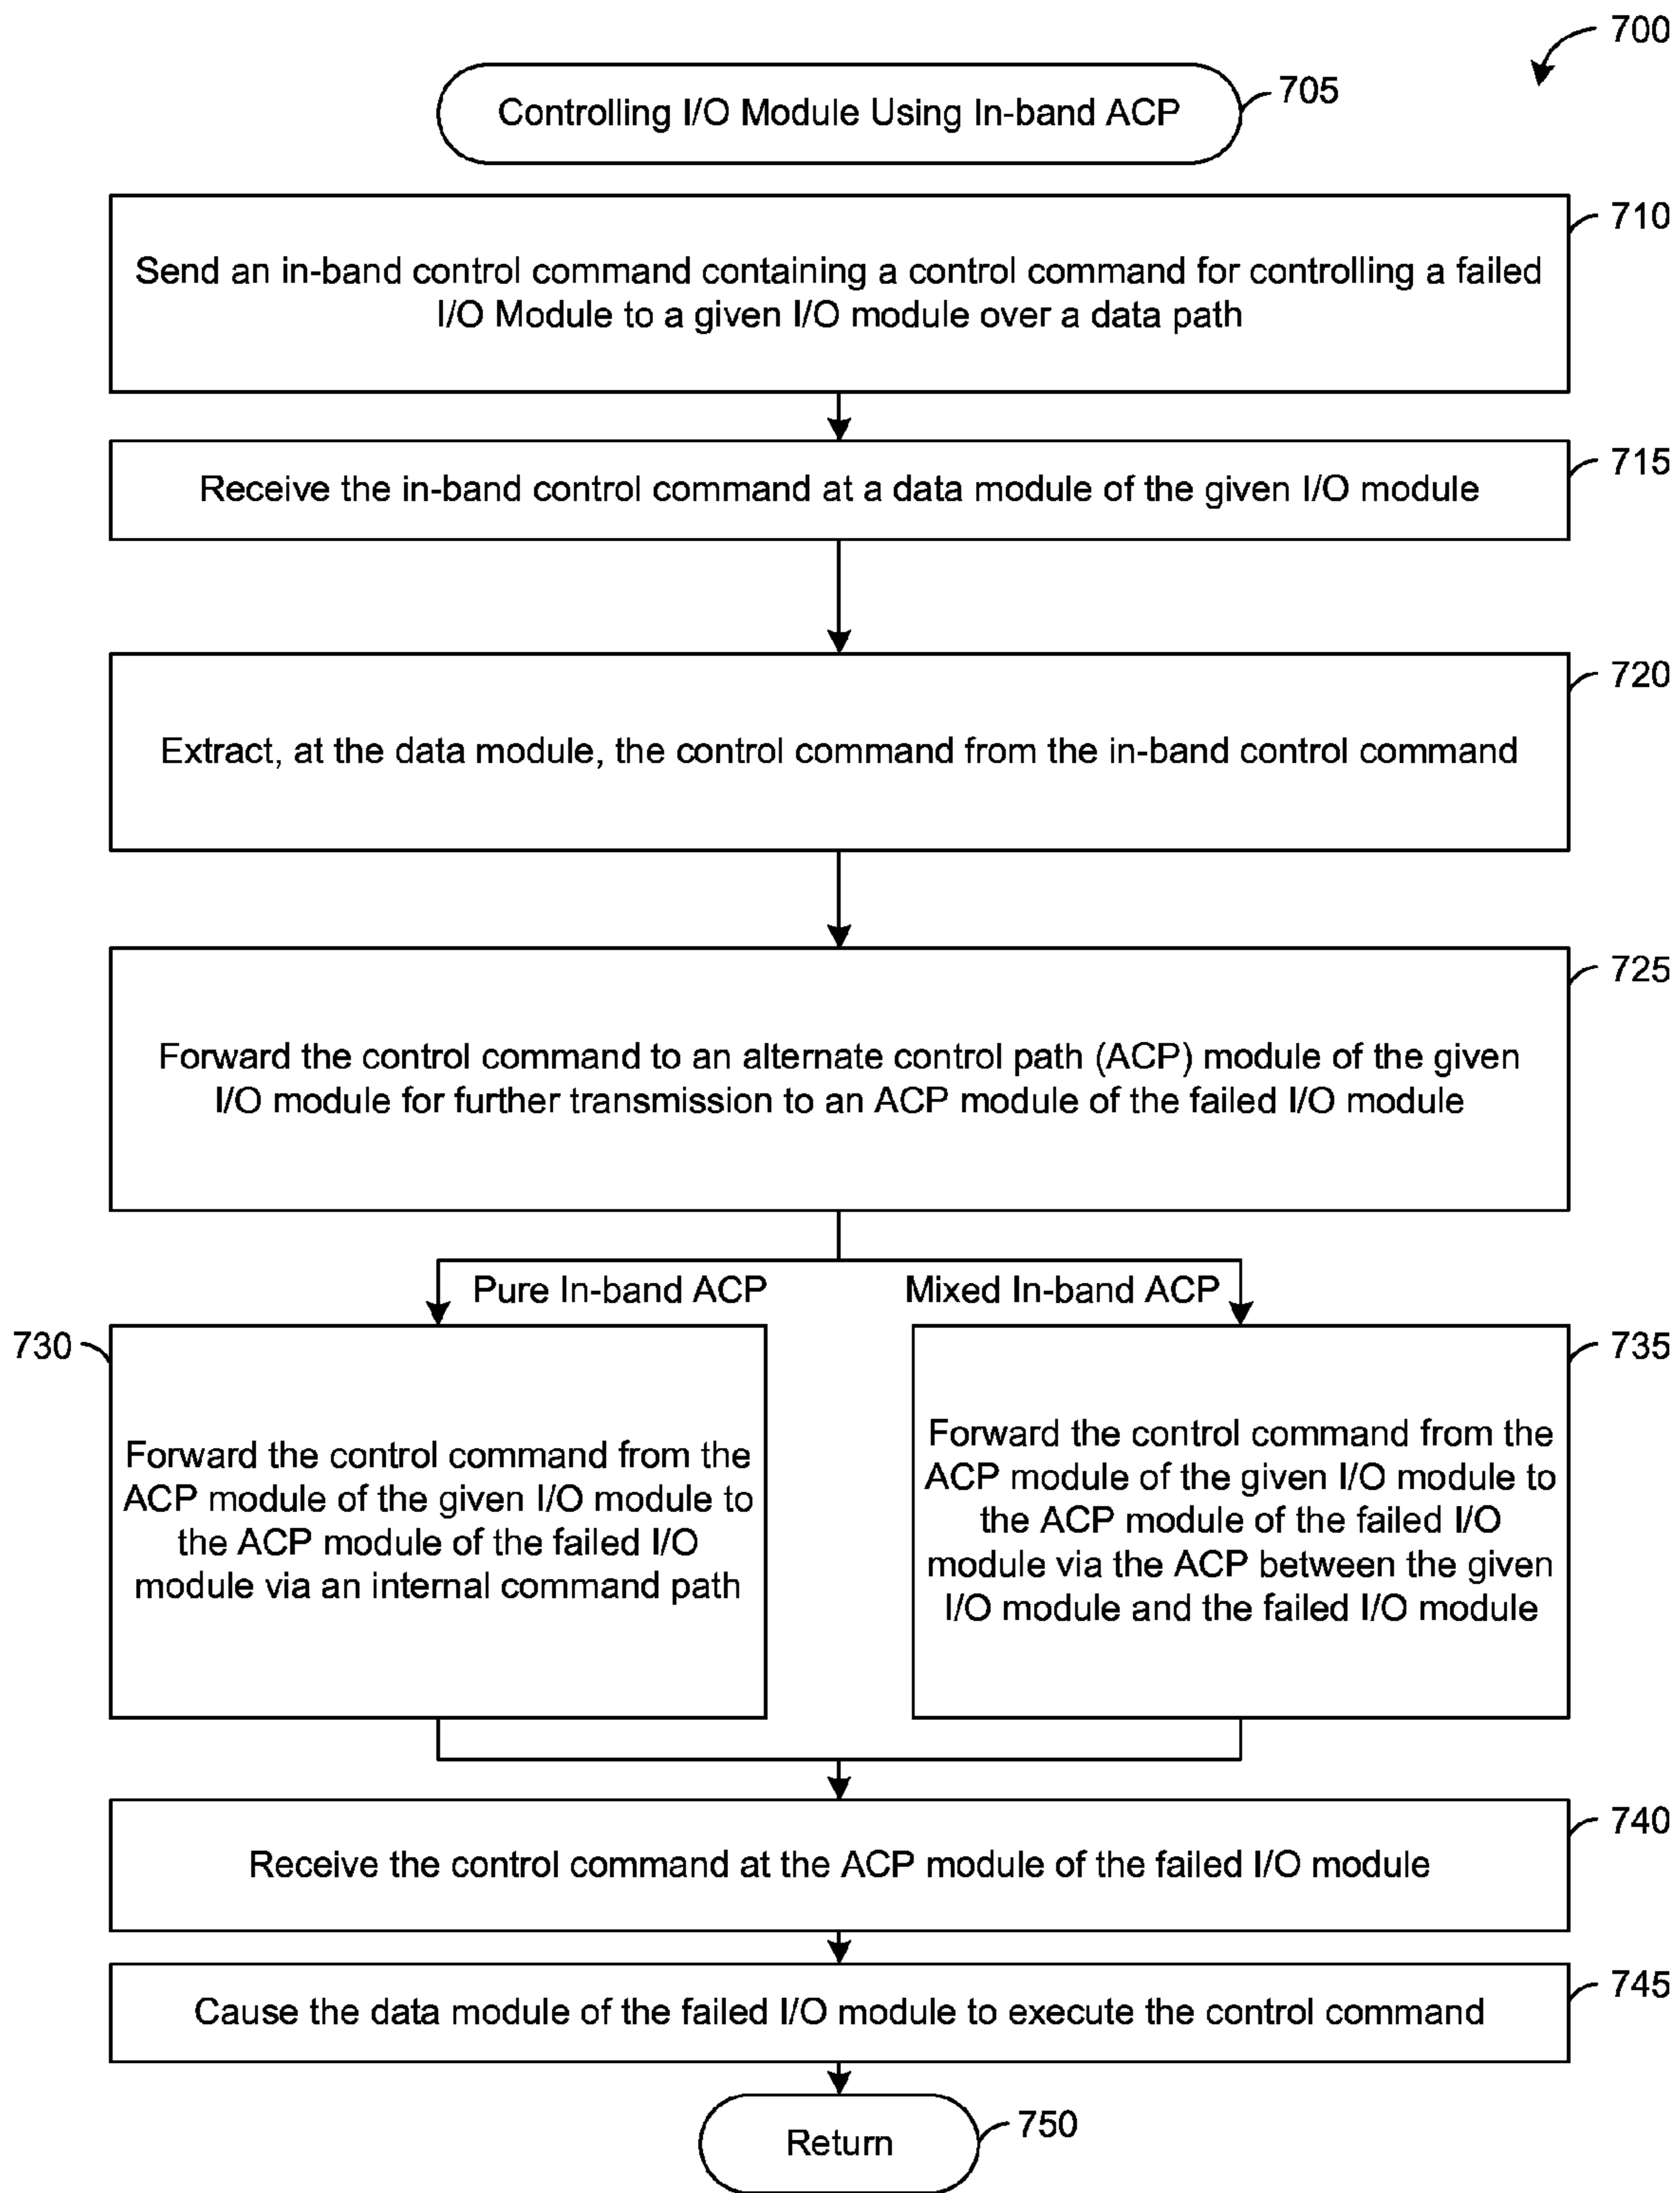 700
Controlling I/O Module Using In-band ACP
705
710
Send an in-band control command containing a control command for controlling a failed
I/O Module to a given I/O module over a data path
715
Receive the in-band control command at a data module of the given I/O module
720
Extract, at the data module, the control command from the in-band control command
725
Forward the control command to an alternate control path (ACP) module of the given
I/O module for further transmission to an ACP module of the failed I/O module
Pure In-band ACP
Mixed In-band ACP
730
Forward the control command from the
ACP module of the given I/O module to
the ACP module of the failed I/O
module via an internal command path
735
Forward the control command from the
ACP module of the given I/O module to
the ACP module of the failed I/O
module via the ACP between the given
I/O module and the failed I/O module
740
Receive the control command at the ACP module of the failed I/O module
745
Cause the data module of the failed I/O module to execute the control command
Return
750